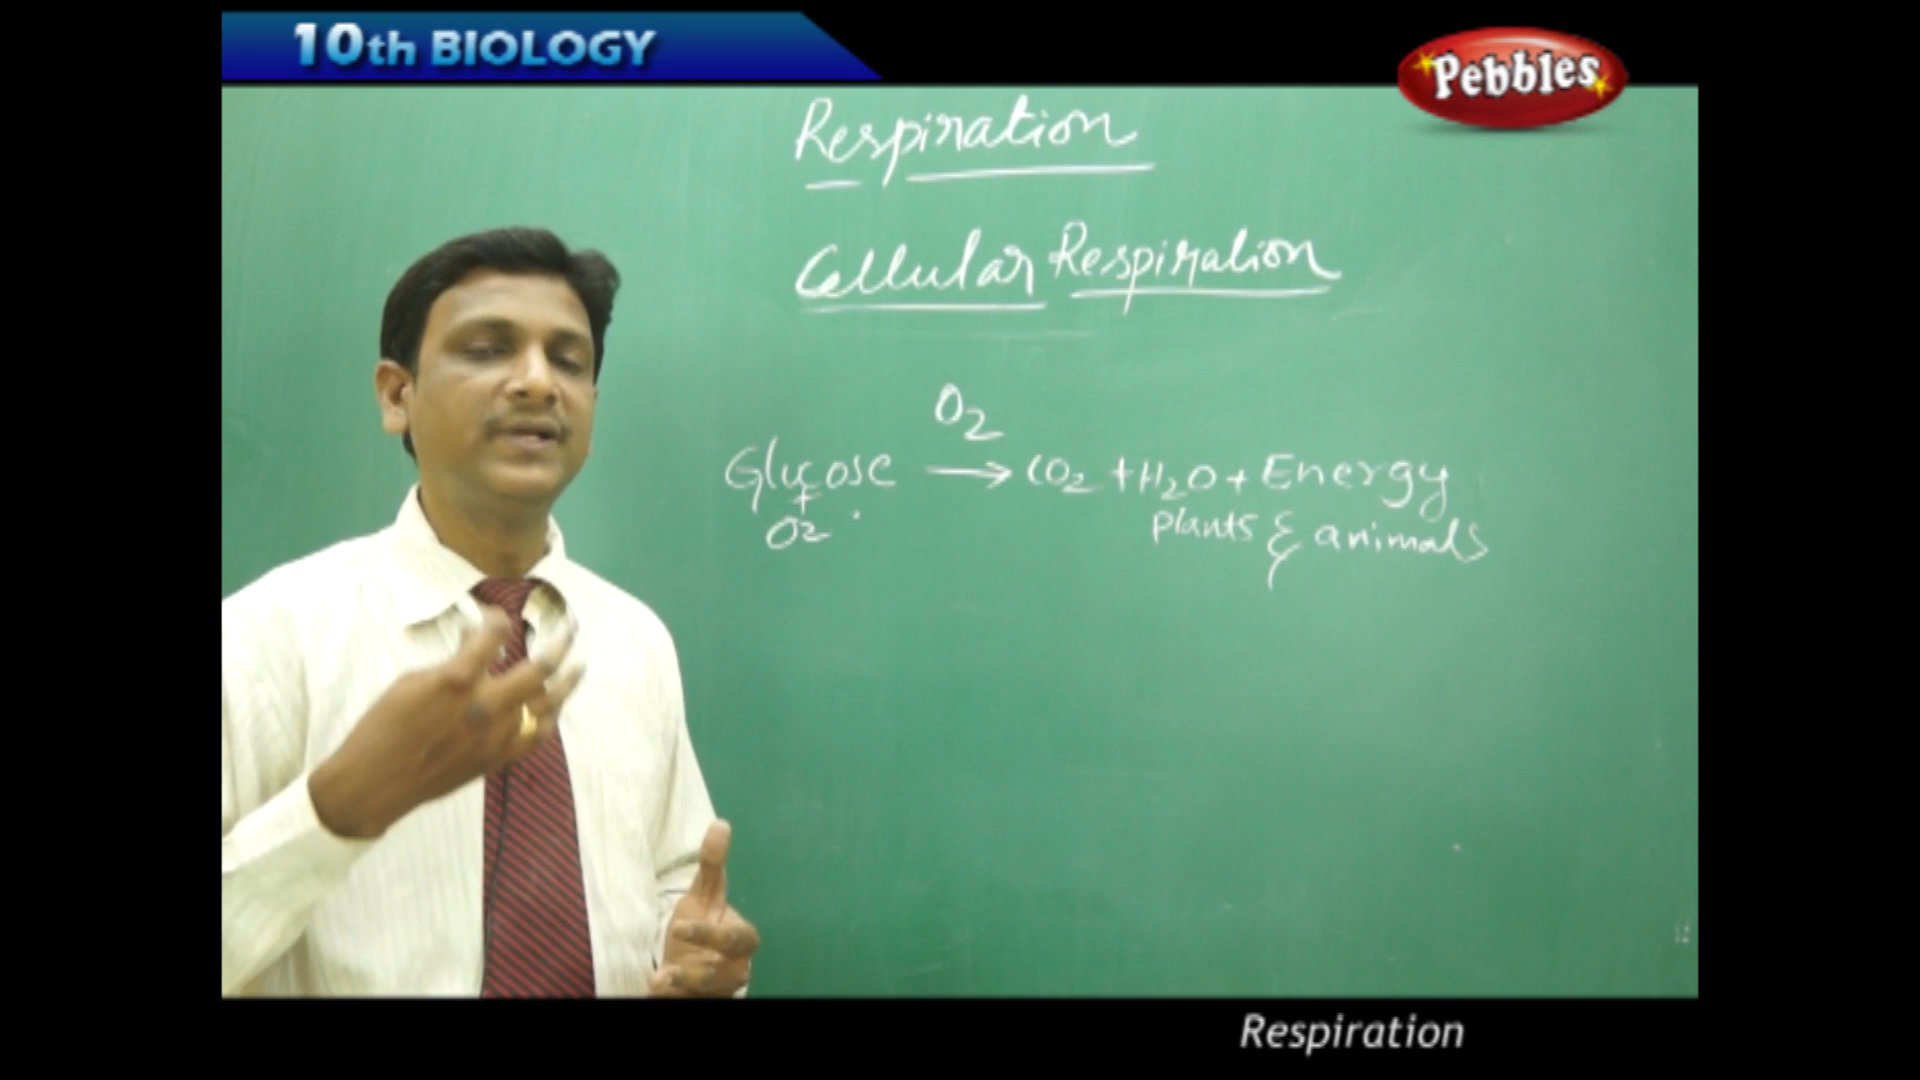 10th BIOLOGY
Pebbles
Respiration
Cellular Respiration
O2
Glucose → CO2 + H2O + Energy
+
O2
plants & animals
Respiration